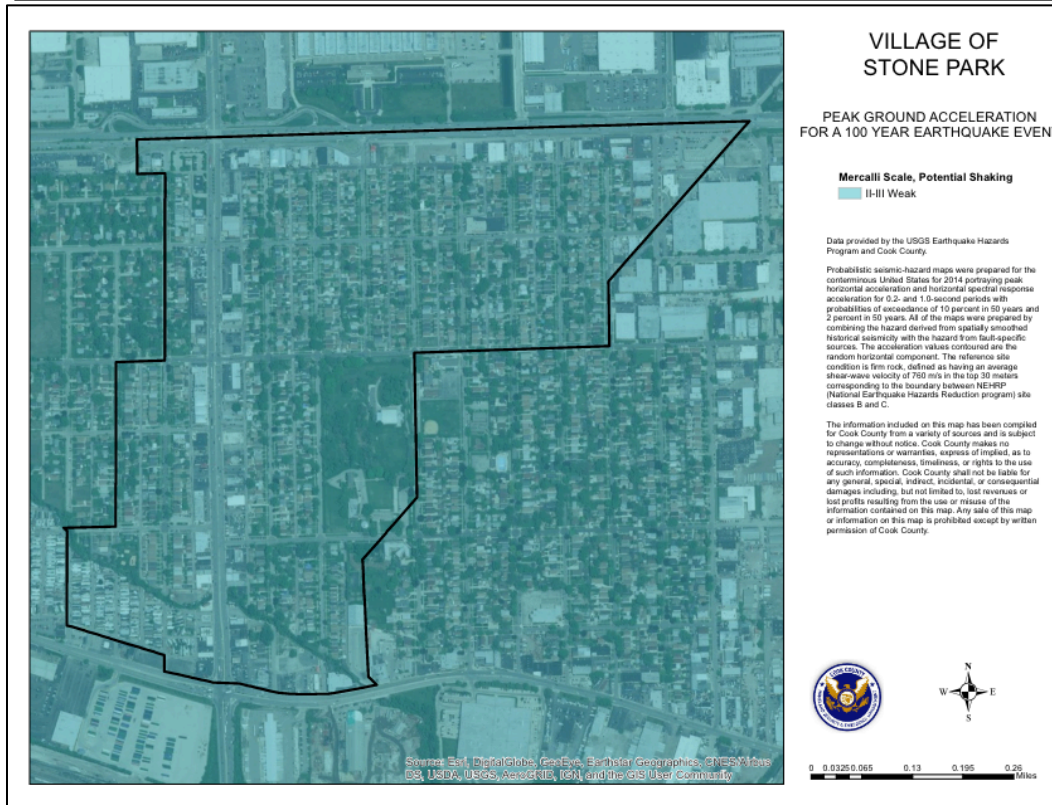 VILLAGE OF
STONE PARK
PEAK GROUND ACCELERATION
FOR A 100 YEAR EARTHQUAKE EVEN
Mercalli Scale, Potential Shaking
II-III Weak
Data provided by the USGS Earthquake Hazards
Program and Cook County.
Probabilistic seismic-hazard maps were prepared for the
conterminous United States for 2014 portraying peak
horizontal acceleration and horizontal spectral response
acceleration for 0.2- and 1.0-second periods with
probabilities of exceedance of 10 percent in 50 years and
2 percent in 50 years. All of the maps were prepared by
combining the hazard derived from spatially smoothed
historical seismicity with the hazard from fault-specific
sources. The acceleration values contoured are the
random horizontal component. The reference site
condition is firm rock, defined as having an average
shear-wave velocity of 760 m/s in the top 30 meters
corresponding to the boundary between NEHRP
(National Earthquake Hazards Reduction program) site
classes B and C.
The information included on this map has been compiled
for Cook County from a variety of sources and is subject
to change without notice. Cook County makes no
representations or warranties, express of implied, as to
accuracy, completeness, timeliness, or rights to the use
of such information. Cook County shall not be liable for
any general, special, indirect, incidental, or consequential
damages including, but not limited to, lost revenues or
lost profits resulting from the use or misuse of the
information contained on this map. Any sale of this map
or information on this map is prohibited except by written
permission of Cook County.
COOK COUNTY
N
W E
S
0 0.0325 0.065 0.13 0.195 0.26
Miles
Source: Esri, DigitalGlobe, GeoEye, Earthstar Geographics, CNES/Airbus
DS, USDA, USGS, AeroGRID, IGN, and the GIS User Community